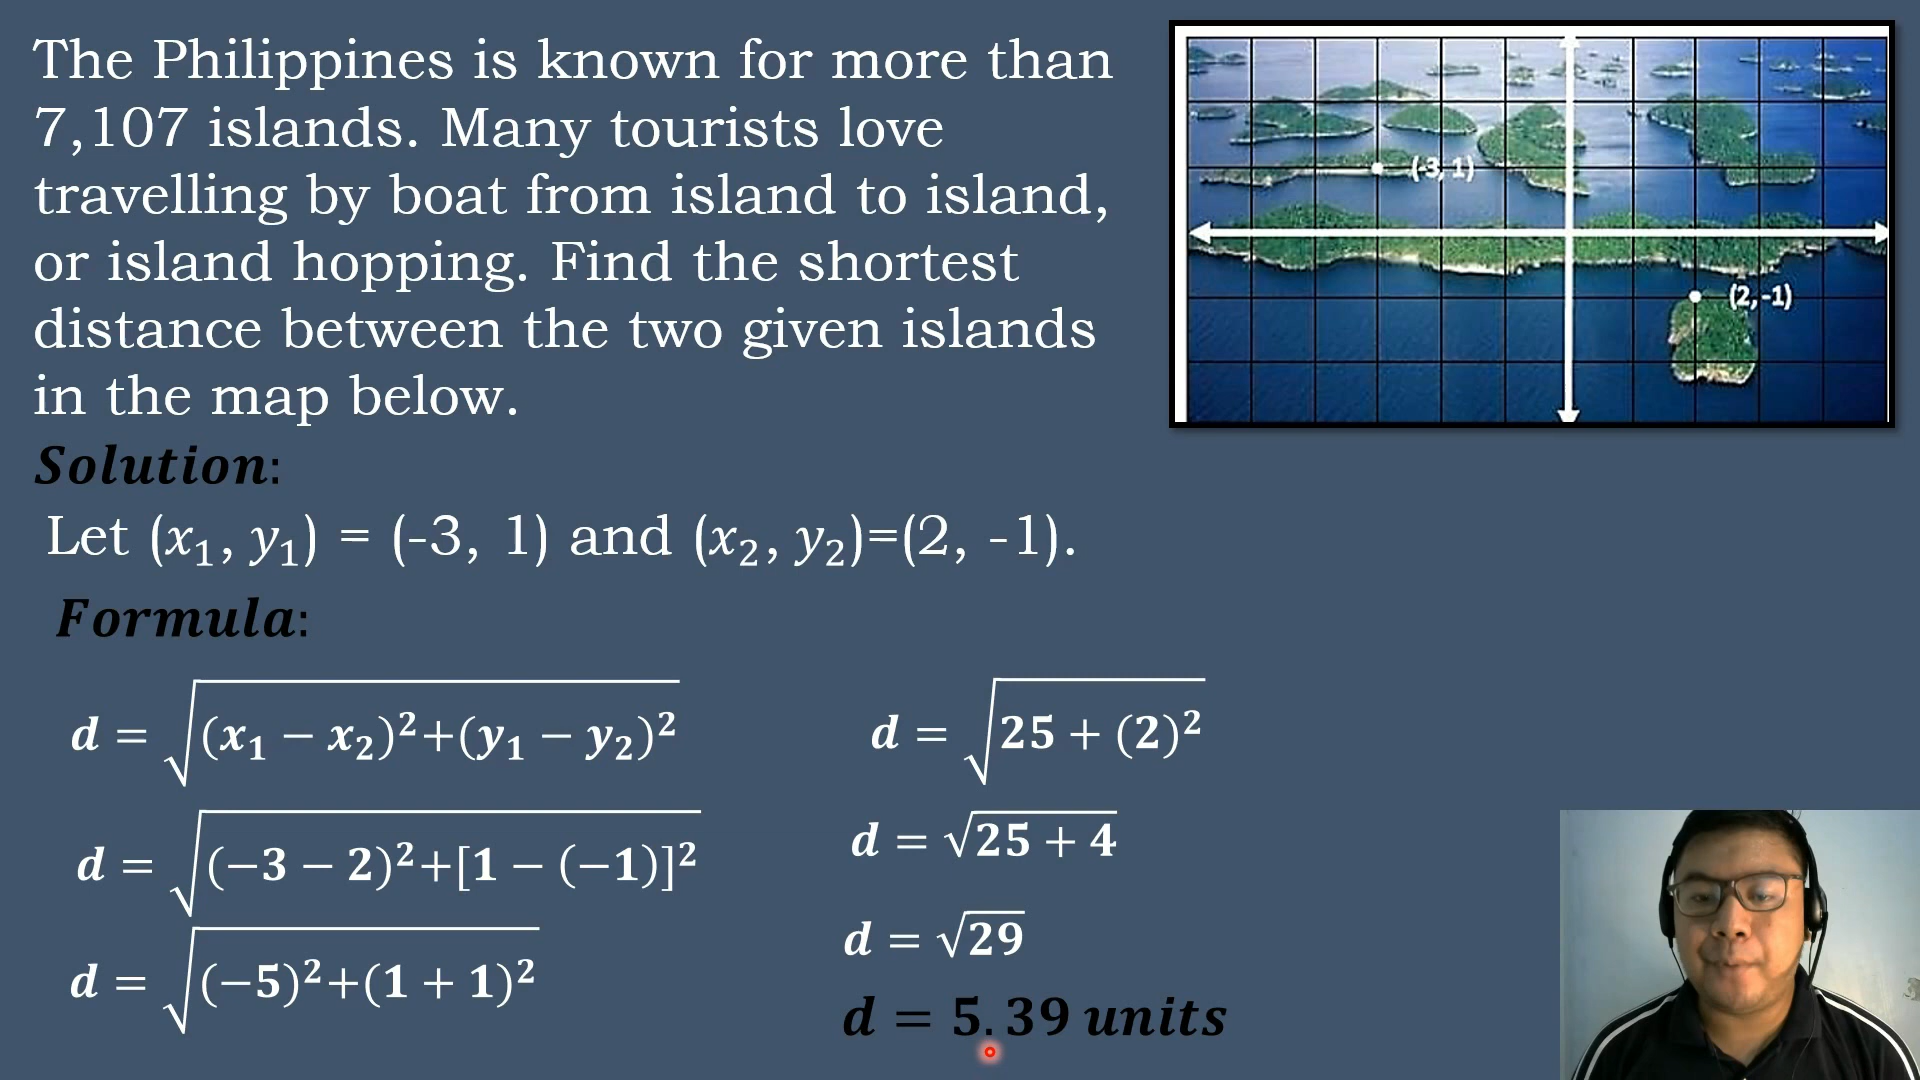 The Philippines is known for more than
7,107 islands. Many tourists love
travelling by boat from island to island,
or island hopping. Find the shortest
distance between the two given islands
in the map below.
(-3, 1)
(2, -1)
Solution:
Let (x₁, y₁) = (-3, 1) and (x₂, y₂)=(2, -1).
Formula:
d = √(x₁ − x₂)²+(y₁ − y₂)²
d = √(−3 − 2)²+[1 − (−1)]²
d = √(−5)²+(1 + 1)²
d = √25 + (2)²
d = √25 + 4
d = √29
d = 5.39 units